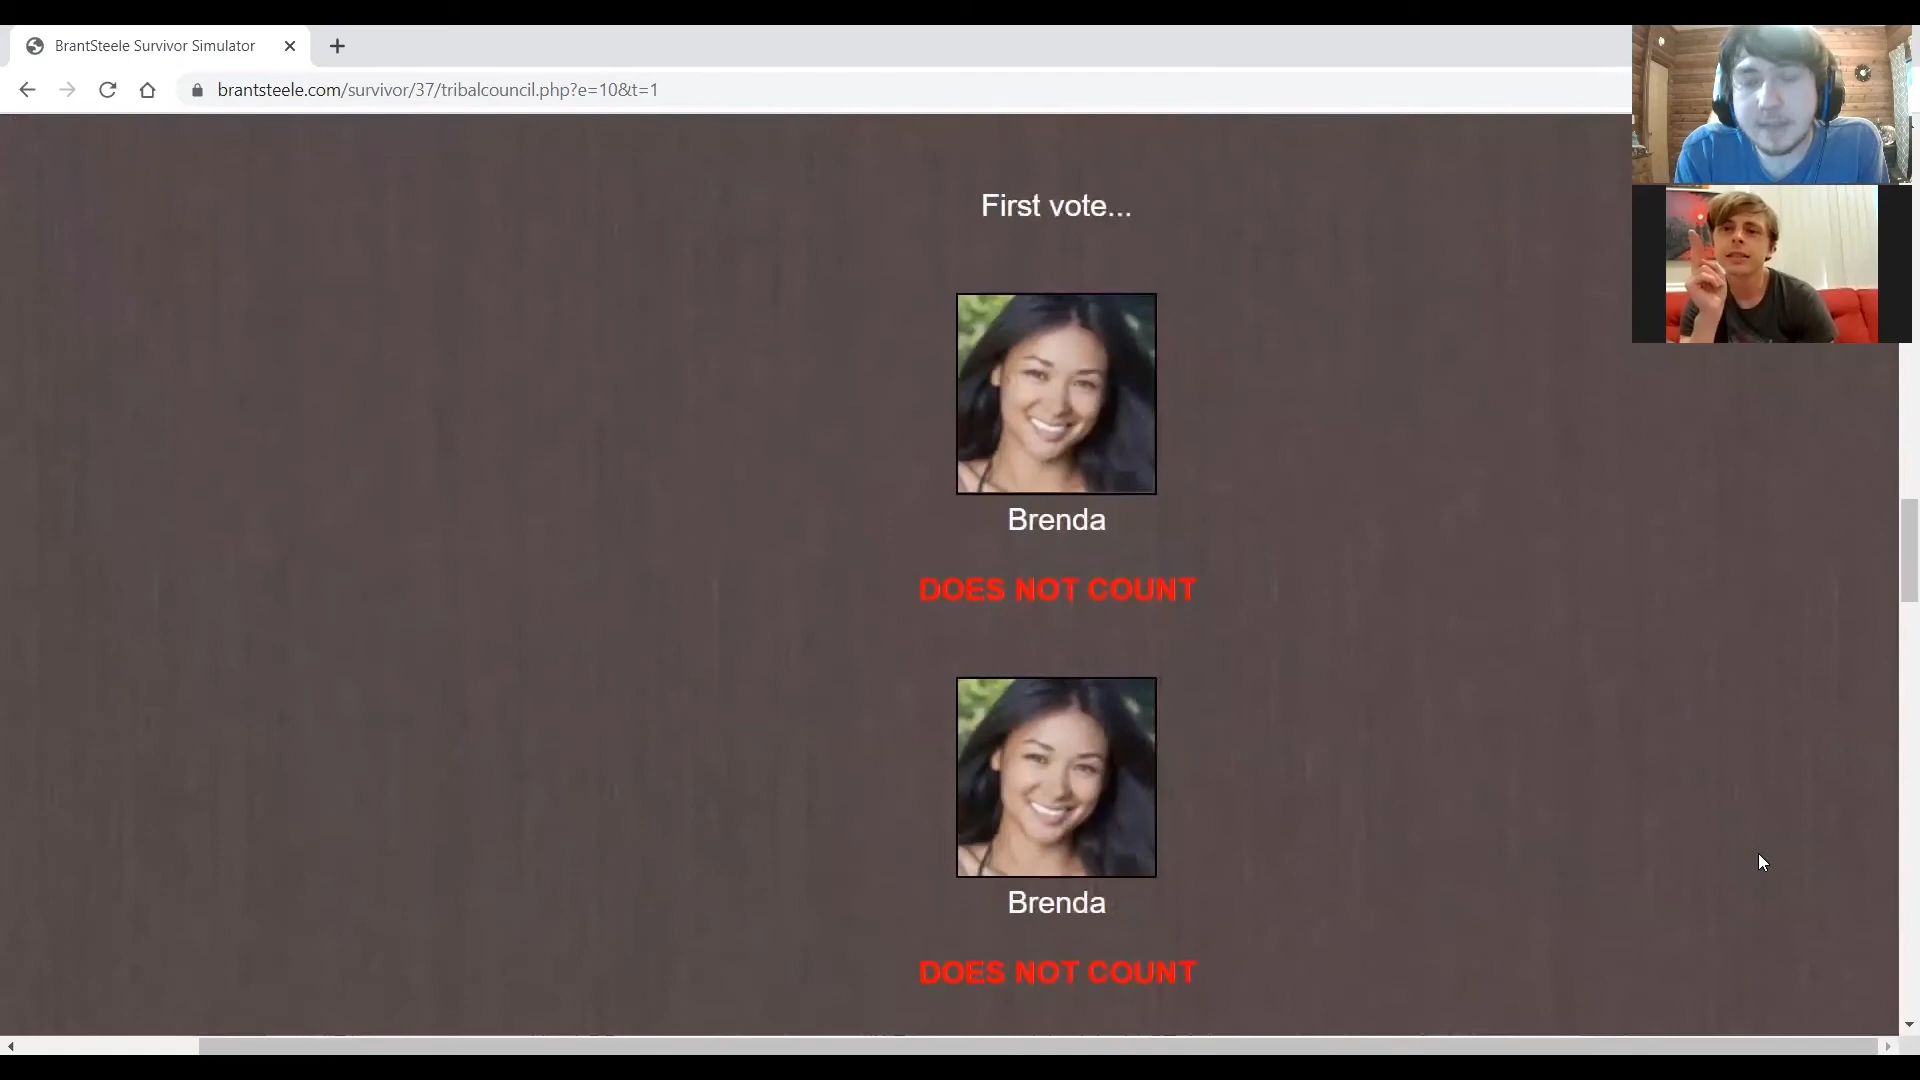 BrantSteele Survivor Simulator
brantsteele.com/survivor/37/tribalcouncil.php?e=10&t=1
First vote...
Brenda
DOES NOT COUNT
Brenda
DOES NOT COUNT